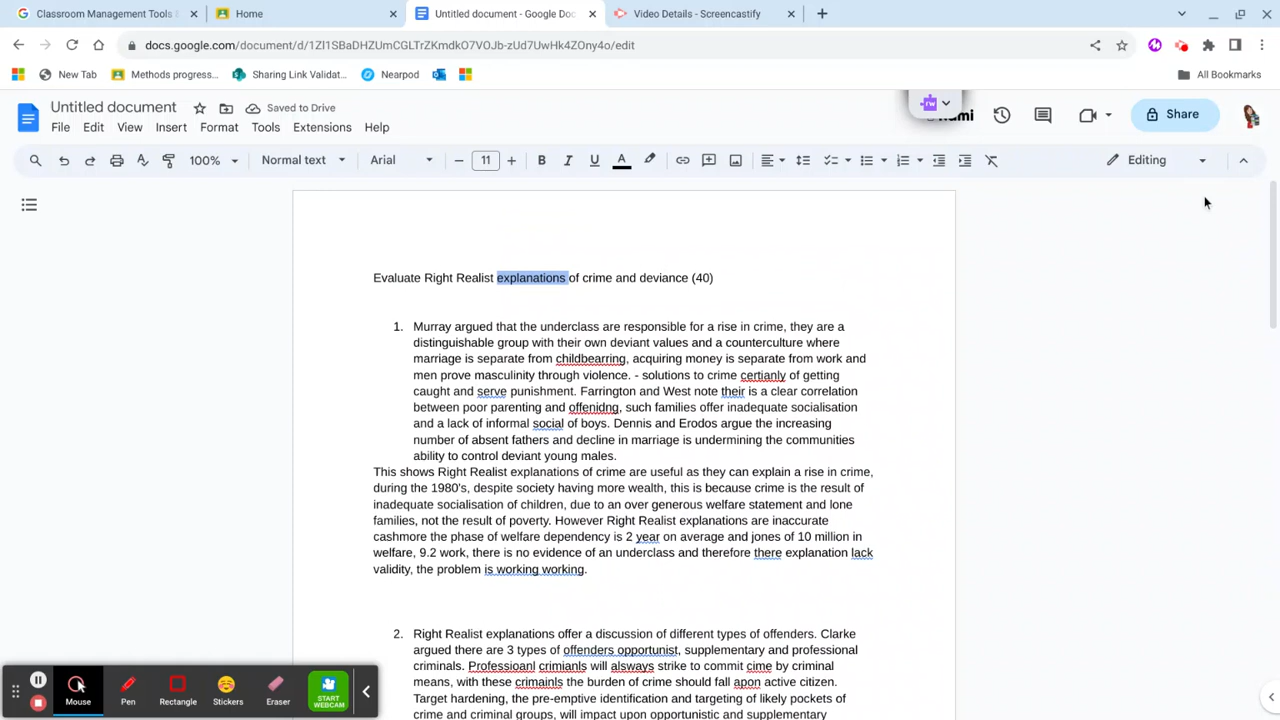 Classroom Management Tools
Home
Untitled document - Google Doc
Video Details - Screencastify
docs.google.com/document/d/1Zl1SBaDHZUmCGLTrZKmdkO7VOJb-zUd7UwHk4ZOny4o/edit
New Tab
Methods progress...
Sharing Link Validat...
Nearpod
All Bookmarks
Untitled document
Saved to Drive
rw
Share
File Edit View Insert Format Tools Extensions Help
100%
Normal text
Arial
11
B I U A
Editing
Evaluate Right Realist explanations of crime and deviance (40)
1. Murray argued that the underclass are responsible for a rise in crime, they are a
distinguishable group with their own deviant values and a counterculture where
marriage is separate from childbearring, acquiring money is separate from work and
men prove masculinity through violence. - solutions to crime certianly of getting
caught and serve punishment. Farrington and West note their is a clear correlation
between poor parenting and offenidng, such families offer inadequate socialisation
and a lack of informal social of boys. Dennis and Erodos argue the increasing
number of absent fathers and decline in marriage is undermining the communities
ability to control deviant young males.
This shows Right Realist explanations of crime are useful as they can explain a rise in crime,
during the 1980's, despite society having more wealth, this is because crime is the result of
inadequate socialisation of children, due to an over generous welfare statement and lone
families, not the result of poverty. However Right Realist explanations are inaccurate
cashmore the phase of welfare dependency is 2 year on average and jones of 10 million in
welfare, 9.2 work, there is no evidence of an underclass and therefore there explanation lack
validity, the problem is working working.
2. Right Realist explanations offer a discussion of different types of offenders. Clarke
argued there are 3 types of offenders opportunist, supplementary and professional
criminals. Professioanl crimianls will alsways strike to commit cime by criminal
means, with these crimainls the burden of crime should fall apon active citizen.
Target hardening, the pre-emptive identification and targeting of likely pockets of
crime and criminal groups, will impact upon opportunistic and supplementary
Mouse
Pen
Rectangle
Stickers
Eraser
START
WEBCAM